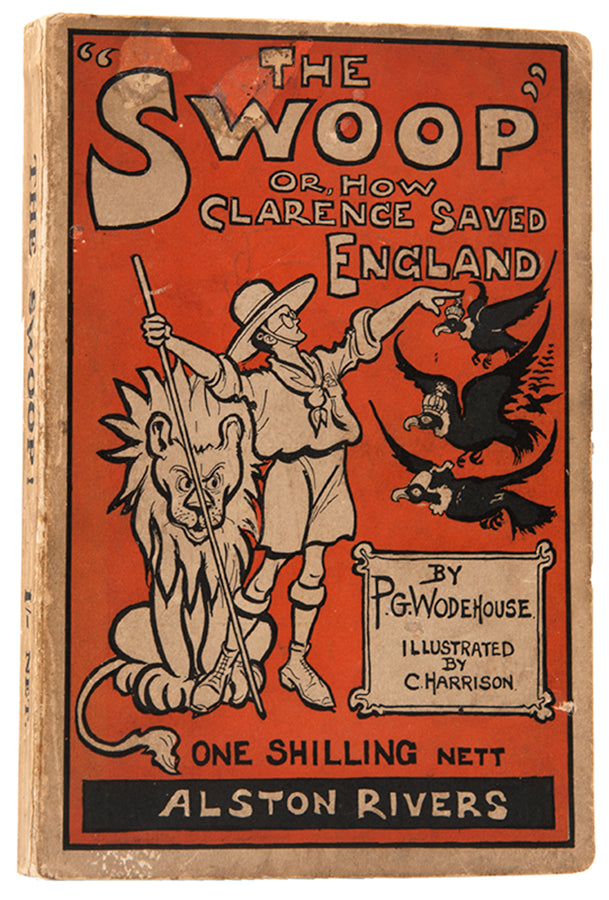 THE SWOOP!
1/- NETT.
"THE
SWOOP"
OR, HOW
CLARENCE SAVED
ENGLAND
BY
P.G. WODEHOUSE.
ILLUSTRATED
BY
C. HARRISON.
ONE SHILLING NETT
ALSTON RIVERS